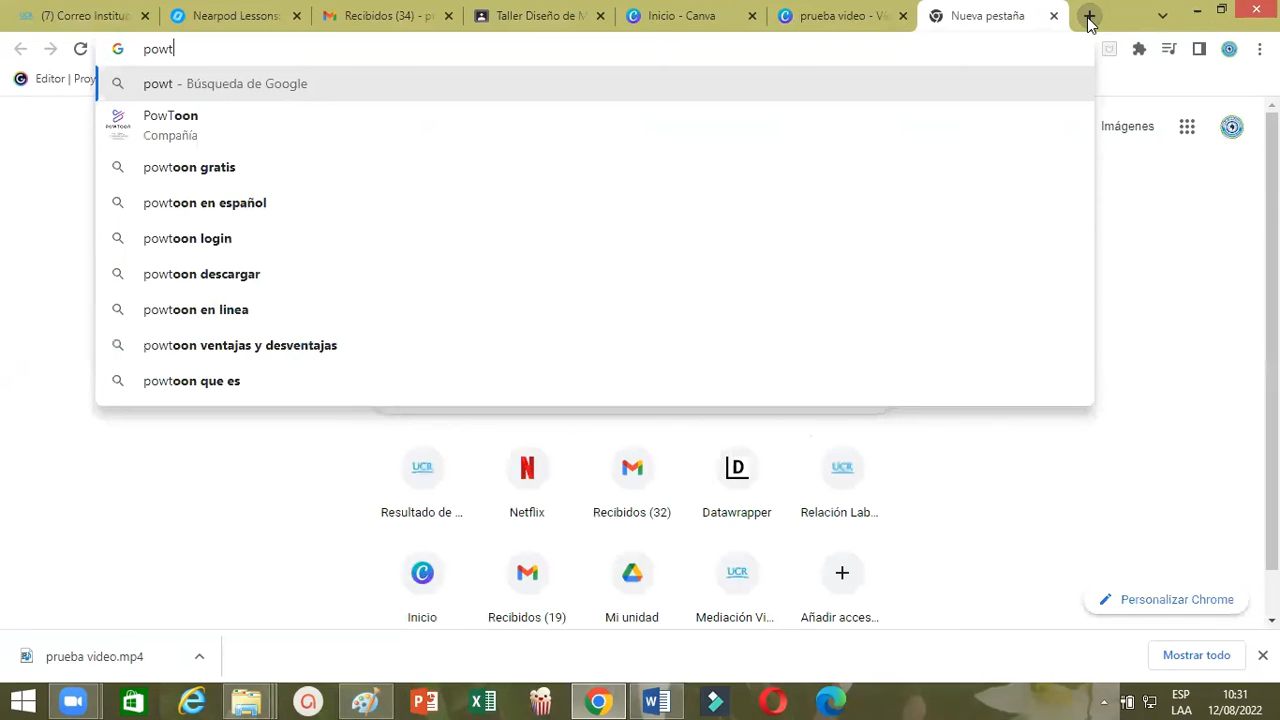 (7) Correo Institu
Nearpod Lessons:
Recibidos (34) - p
Taller Diseño de M
Inicio - Canva
prueba video - Vi
Nueva pestaña
powt
Editor | Proy
powt - Búsqueda de Google
PowToon
Compañía
powtoon gratis
powtoon en español
powtoon login
powtoon descargar
powtoon en linea
powtoon ventajas y desventajas
powtoon que es
Imágenes
UCR
N
D
UCR
Resultado de ...
Netflix
Recibidos (32)
Datawrapper
Relación Lab...
UCR
Inicio
Recibidos (19)
Mi unidad
Mediación Vi...
Añadir acces...
Personalizar Chrome
prueba video.mp4
Mostrar todo
ESP
LAA
10:31
12/08/2022